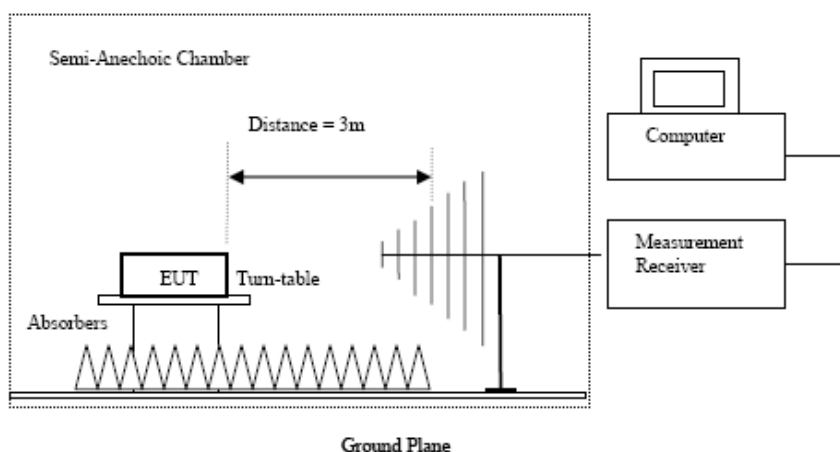 Semi-Anechoic Chamber
Distance = 3m
Computer
Measurement
Receiver
EUT
Turn-table
Absorbers
Ground Plane